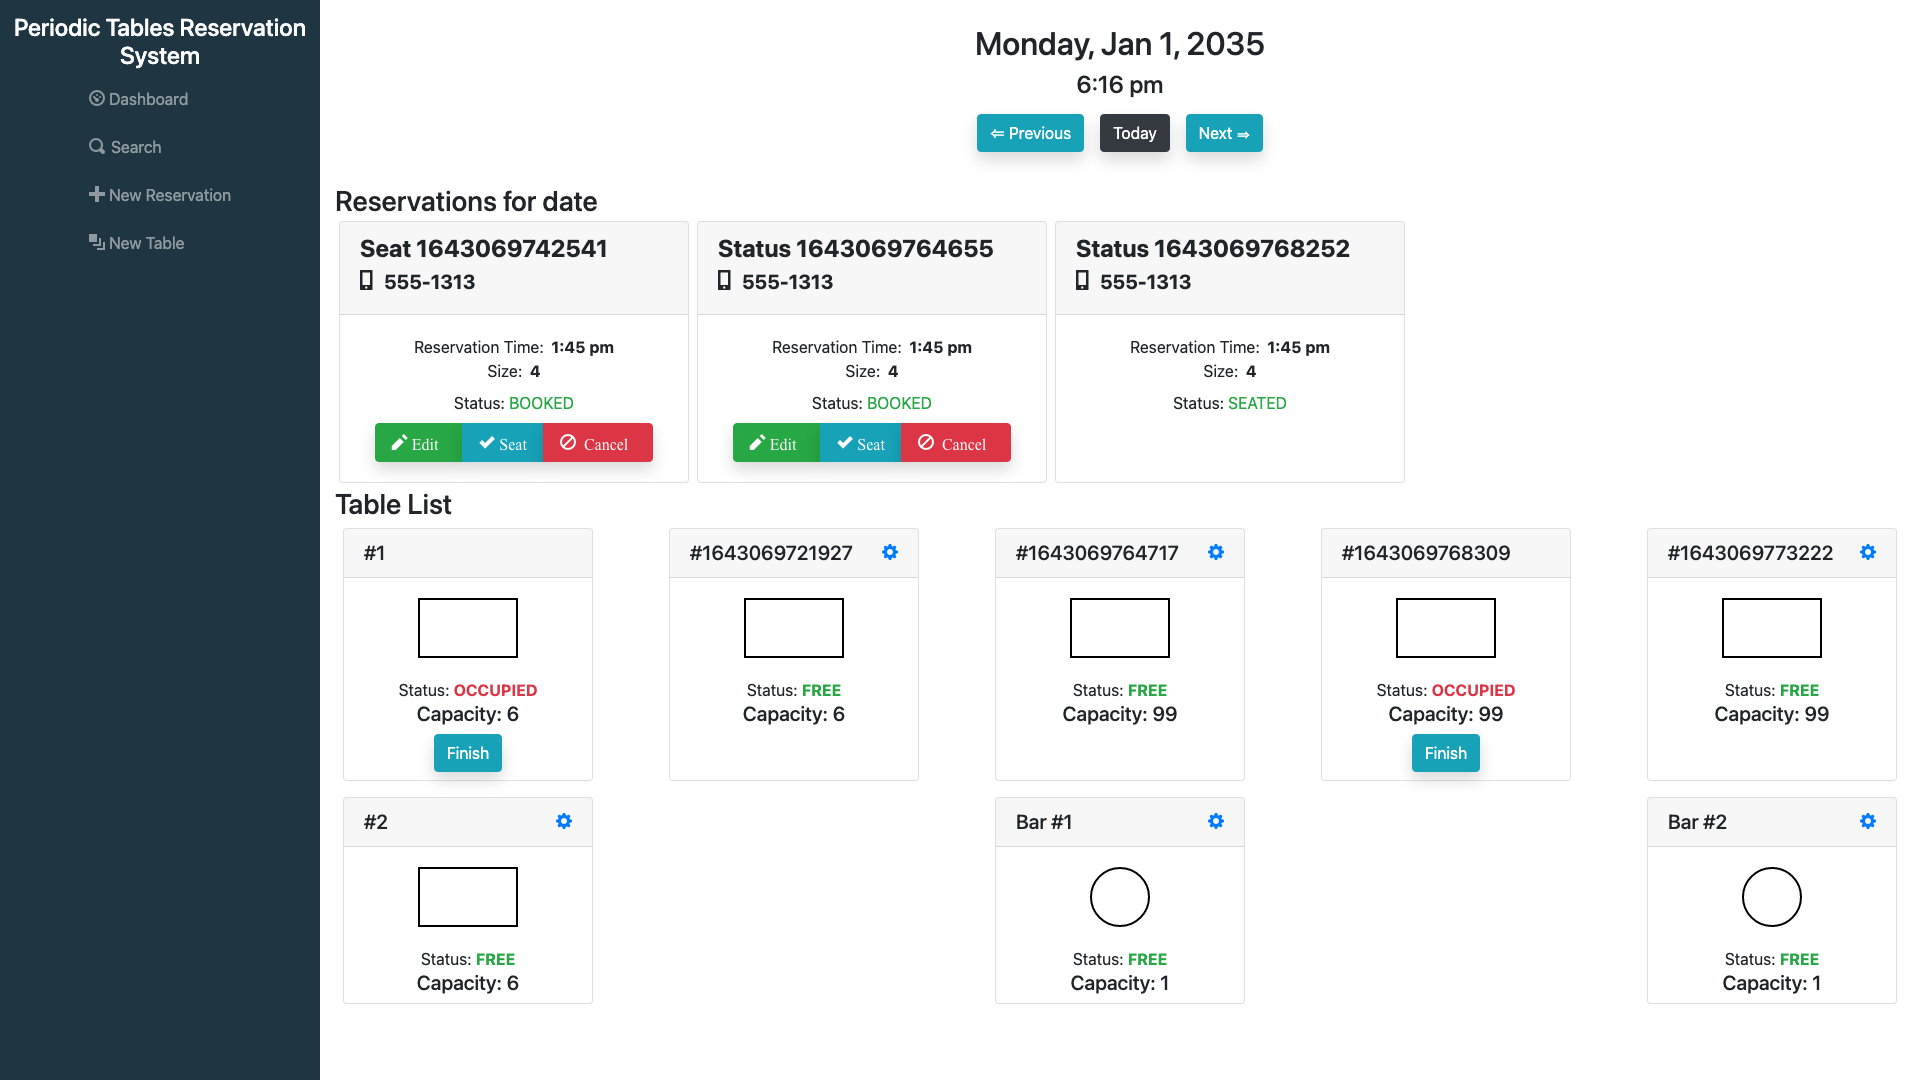 Periodic Tables Reservation
System
Dashboard
Search
New Reservation
New Table
Monday, Jan 1, 2035
6:16 pm
⇐ Previous
Today
Next ⇒
Reservations for date
Seat 1643069742541
555-1313
Reservation Time: 1:45 pm
Size: 4
Status: BOOKED
Edit
Seat
Cancel
Status 1643069764655
555-1313
Reservation Time: 1:45 pm
Size: 4
Status: BOOKED
Edit
Seat
Cancel
Status 1643069768252
555-1313
Reservation Time: 1:45 pm
Size: 4
Status: SEATED
Table List
#1
Status: OCCUPIED
Capacity: 6
Finish
#1643069721927
Status: FREE
Capacity: 6
#1643069764717
Status: FREE
Capacity: 99
#1643069768309
Status: OCCUPIED
Capacity: 99
Finish
#1643069773222
Status: FREE
Capacity: 99
#2
Status: FREE
Capacity: 6
Bar #1
Status: FREE
Capacity: 1
Bar #2
Status: FREE
Capacity: 1